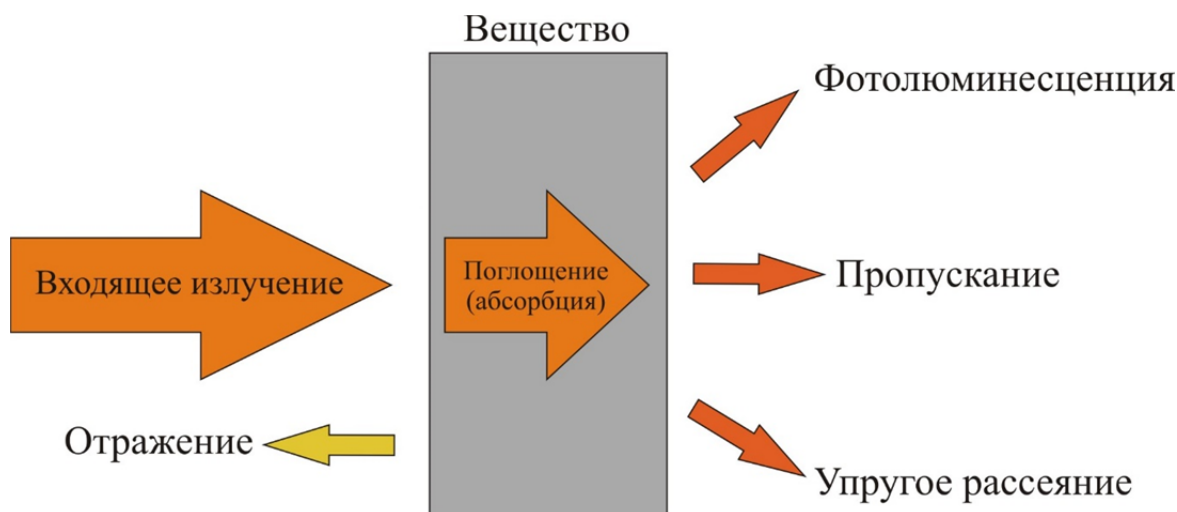 Вещество
Фотолюминесценция
Входящее излучение
Поглощение
(абсорбция)
Пропускание
Отражение
Упругое рассеяние